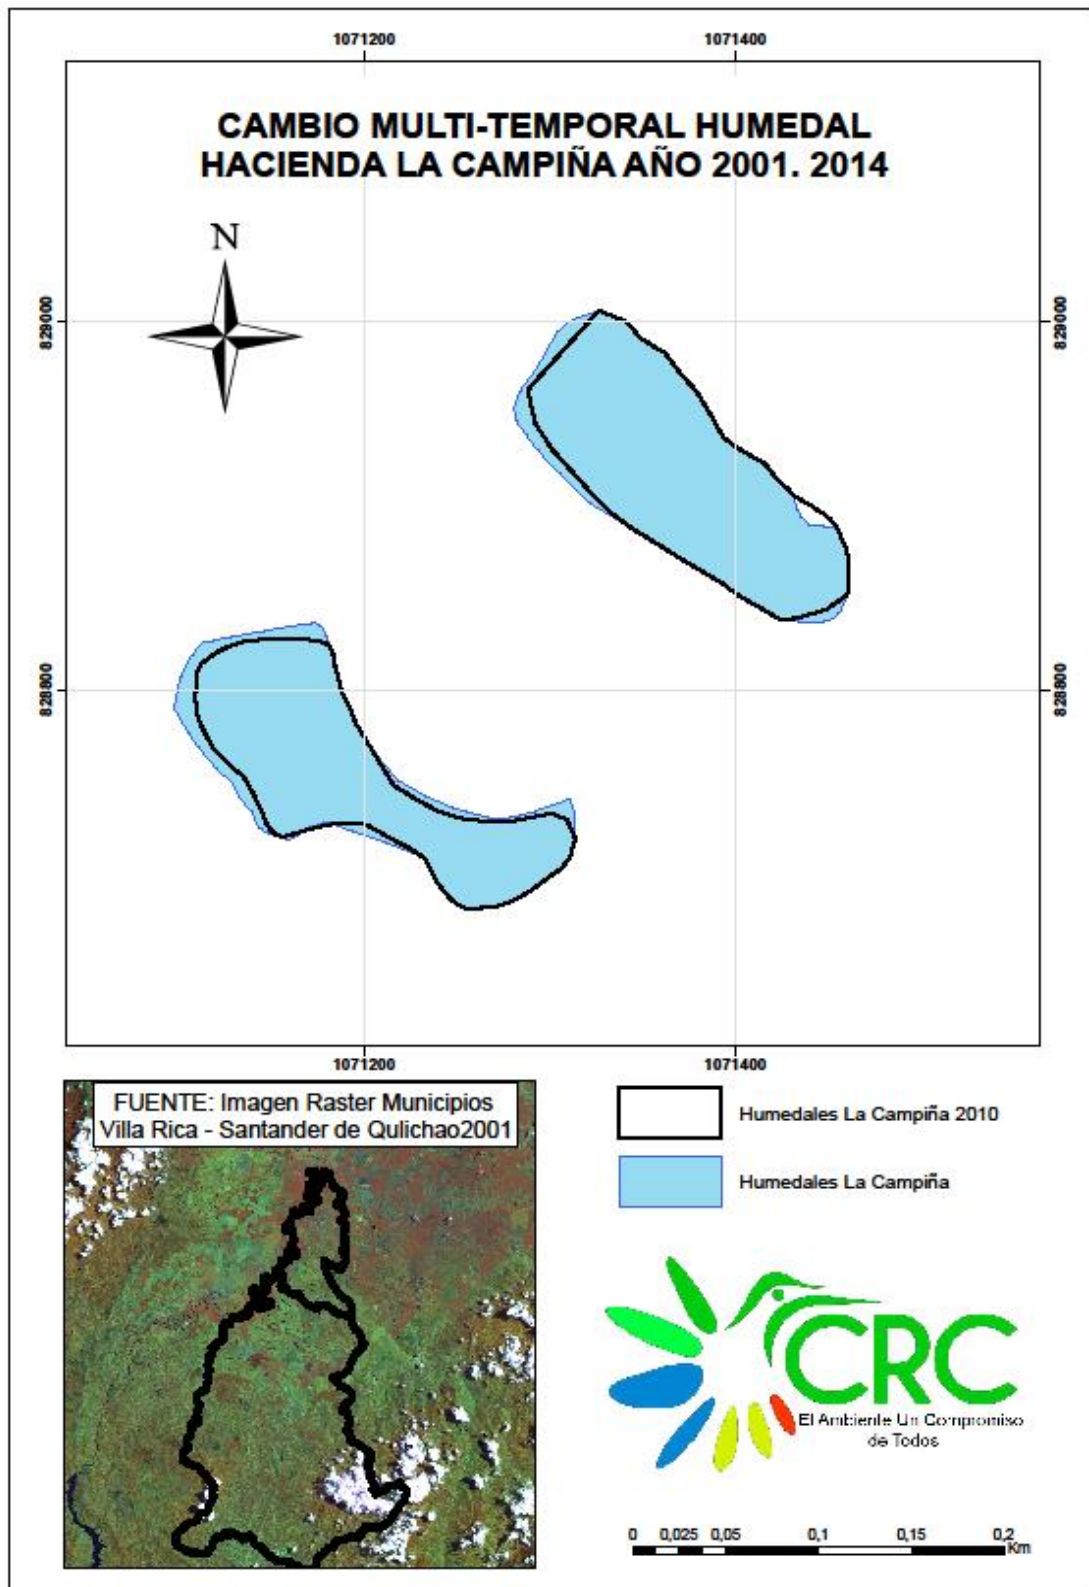 1071200
1071400
CAMBIO MULTI-TEMPORAL HUMEDAL
HACIENDA LA CAMPIÑA AÑO 2001. 2014
N
829000
829000
828800
828800
1071200
1071400
FUENTE: Imagen Raster Municipios
Villa Rica - Santander de Qulichao2001
Humedales La Campiña 2010
Humedales La Campiña
CRC
El Ambiente Un Compromiso
de Todos
0 0,025 0,05 0,1 0,15 0,2
Km